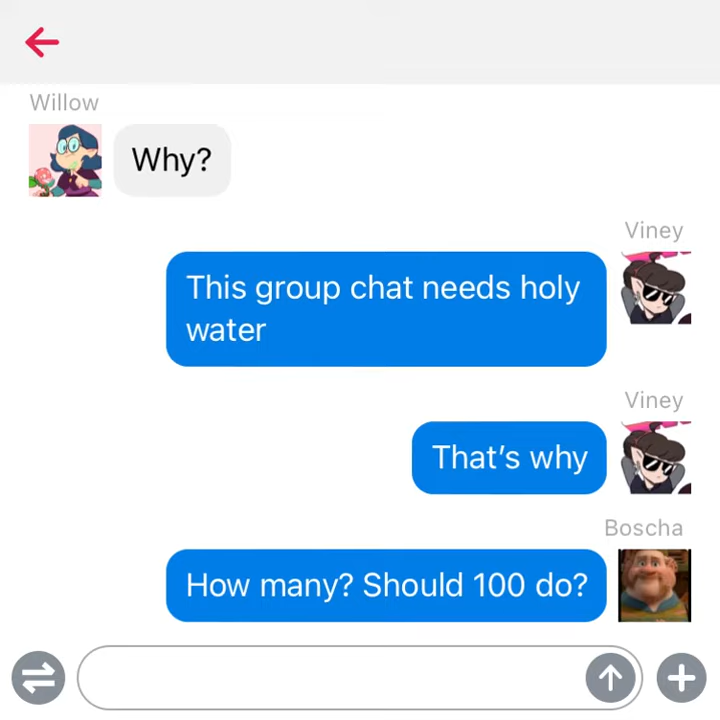 Willow
Why?
Viney
This group chat needs holy
water
Viney
That’s why
Boscha
How many? Should 100 do?